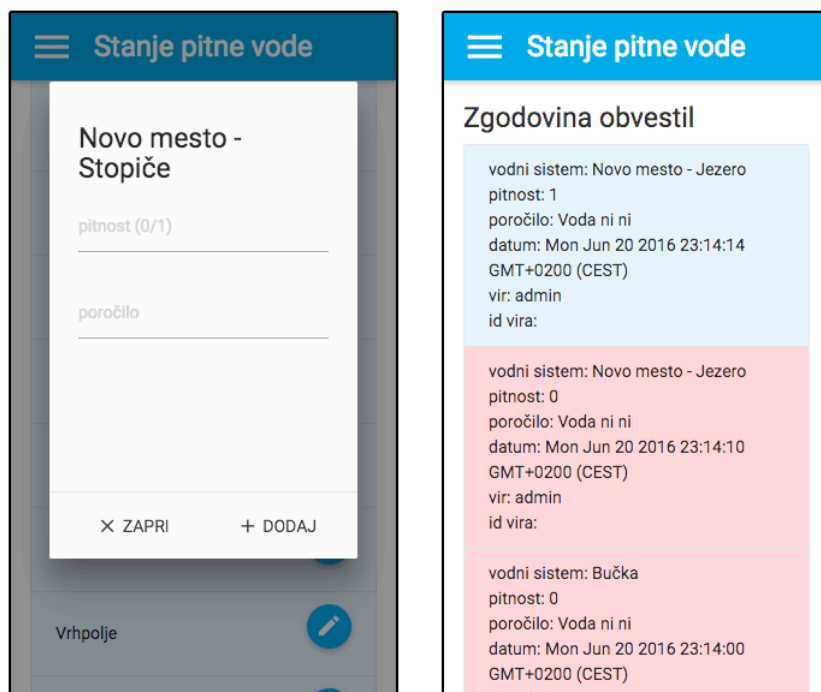 Stanje pitne vode
Novo mesto -
Stopiče
pitnost (0/1)
poročilo
ZAPRI
DODAJ
Vrhpolje
Stanje pitne vode
Zgodovina obvestil
vodni sistem: Novo mesto - Jezero
pitnost: 1
poročilo: Voda ni ni
datum: Mon Jun 20 2016 23:14:14
GMT+0200 (CEST)
vir: admin
id vira:
vodni sistem: Novo mesto - Jezero
pitnost: 0
poročilo: Voda ni ni
datum: Mon Jun 20 2016 23:14:10
GMT+0200 (CEST)
vir: admin
id vira:
vodni sistem: Bučka
pitnost: 0
poročilo: Voda ni ni
datum: Mon Jun 20 2016 23:14:00
GMT+0200 (CEST)